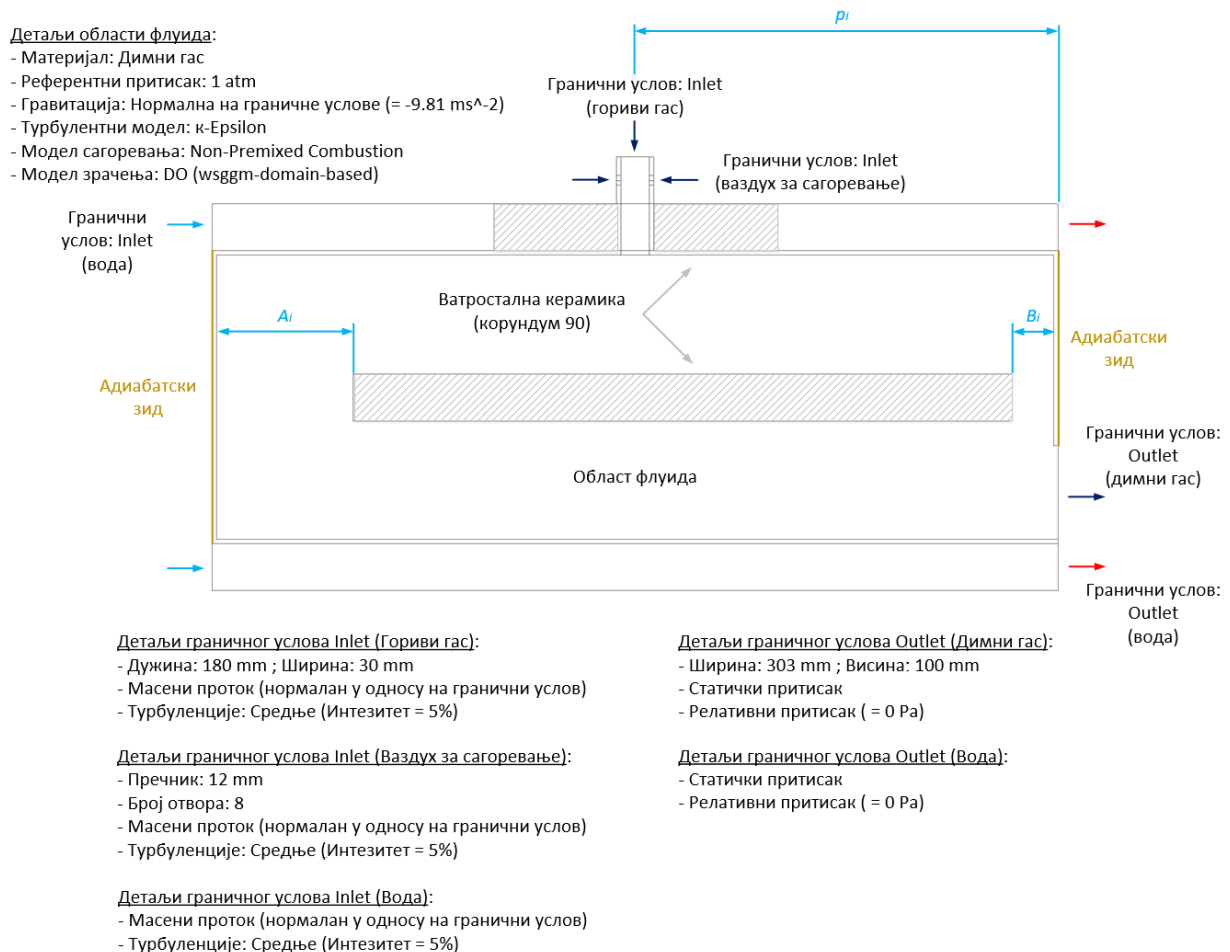 Детаљи области флуида:
- Материјал: Димни гас
- Референтни притисак: 1 atm
- Гравитација: Нормална на граничне услове (= -9.81 ms^-2)
- Турбулентни модел: к-Epsilon
- Модел сагоревања: Non-Premixed Combustion
- Модел зрачења: DO (wsggm-domain-based)
pi
Гранични услов: Inlet
(гориви гас)
Гранични услов: Inlet
(ваздух за сагоревање)
Гранични
услов: Inlet
(вода)
Ватростална керамика
(корундум 90)
Ai
Bi
Адиабатски
зид
Адиабатски
зид
Гранични услов:
Outlet
(димни гас)
Област флуида
Гранични услов:
Outlet
(вода)
Детаљи граничног услова Inlet (Гориви гас):
- Дужина: 180 mm ; Ширина: 30 mm
- Масени проток (нормалан у односу на гранични услов)
- Турбуленције: Средње (Интезитет = 5%)
Детаљи граничног услова Inlet (Ваздух за сагоревање):
- Пречник: 12 mm
- Број отвора: 8
- Масени проток (нормалан у односу на гранични услов)
- Турбуленције: Средње (Интезитет = 5%)
Детаљи граничног услова Inlet (Вода):
- Масени проток (нормалан у односу на гранични услов)
- Турбуленције: Средње (Интезитет = 5%)
Детаљи граничног услова Outlet (Димни гас):
- Ширина: 303 mm ; Висина: 100 mm
- Статички притисак
- Релативни притисак ( = 0 Pa)
Детаљи граничног услова Outlet (Вода):
- Статички притисак
- Релативни притисак ( = 0 Pa)